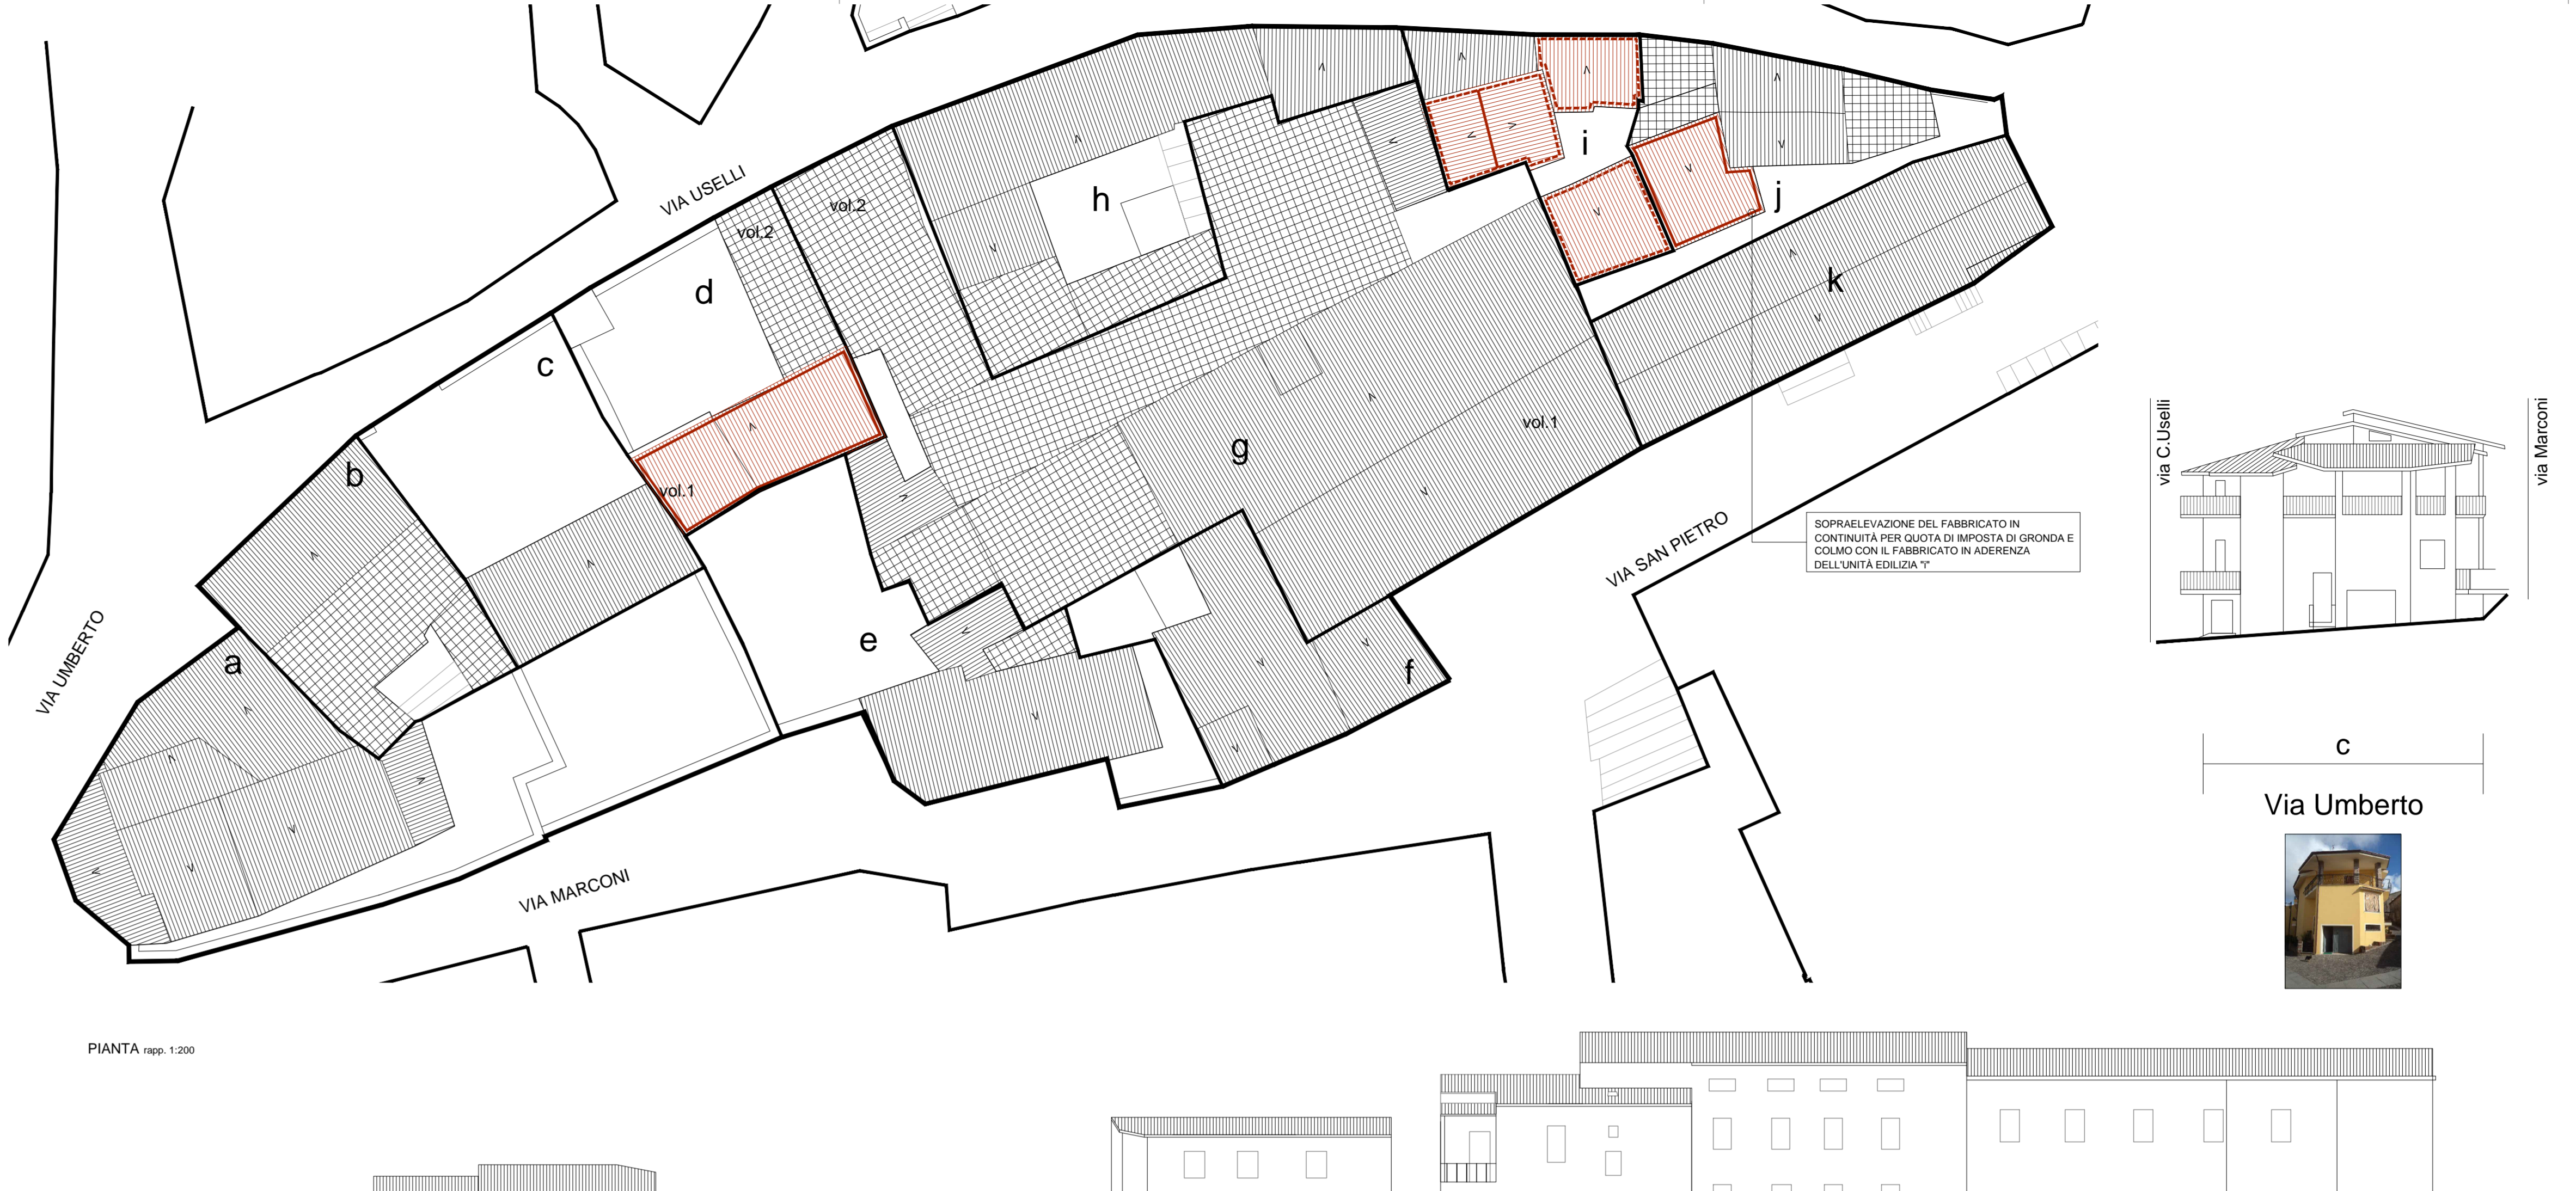 VIA USELLI
vol.2
vol.2
h
i
j
d
k
c
g
vol.1
b
vol.1
e
f
a
VIA UMBERTO
VIA SAN PIETRO
VIA MARCONI
SOPRAELEVAZIONE DEL FABBRICATO IN
CONTINUITÀ PER QUOTA DI IMPOSTA DI GRONDA E
COLMO CON IL FABBRICATO IN ADERENZA
DELL'UNITÀ EDILIZIA "i"
via C.Uselli
via Marconi
c
Via Umberto
PIANTA rapp. 1:200